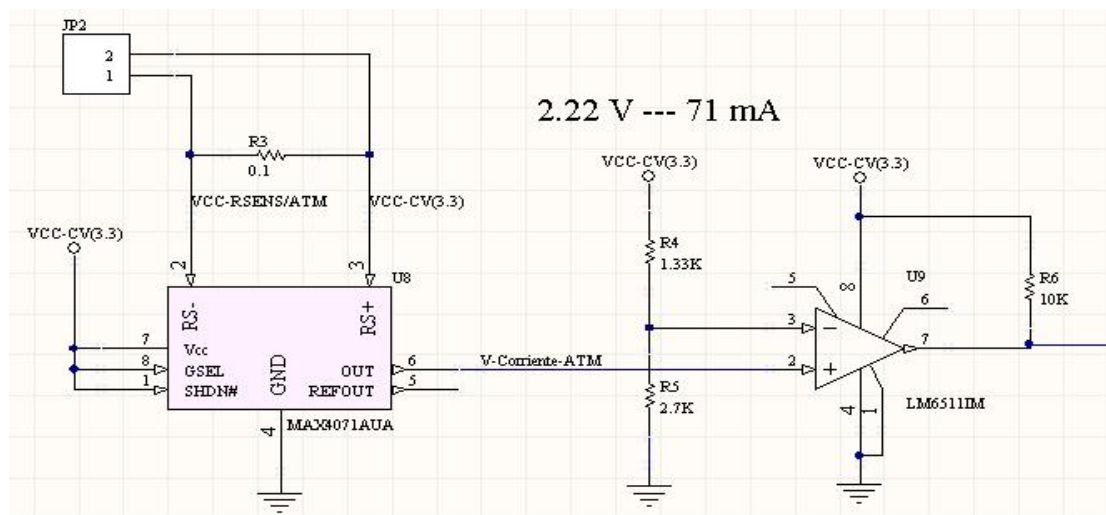 JP2
2
1
2.22 V --- 71 mA
R3
0.1
VCC-RSENS/ATM
VCC-CV(3.3)
VCC-CV(3.3)
VCC-CV(3.3)
VCC-CV(3.3)
R4
1.33K
2
3
U8
RS-
RS+
7
Vcc
8
GSEL
1
SHDN#
GND
OUT
6
REFOUT
5
4
MAX4071AUA
V-Corriente-ATM
R5
2.7K
5
8
U9
6
3
2
7
4
1
LM6511IM
R6
10K